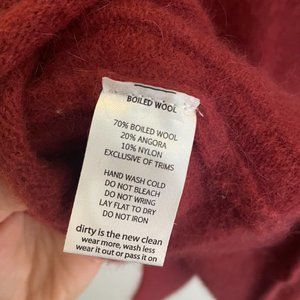 BOILED WOOL
70% BOILED WOOL
20% ANGORA
10% NYLON
EXCLUSIVE OF TRIMS
HAND WASH COLD
DO NOT BLEACH
DO NOT WRING
LAY FLAT TO DRY
DO NOT IRON
dirty is the new clean
wear more, wash less
wear it out or pass it on